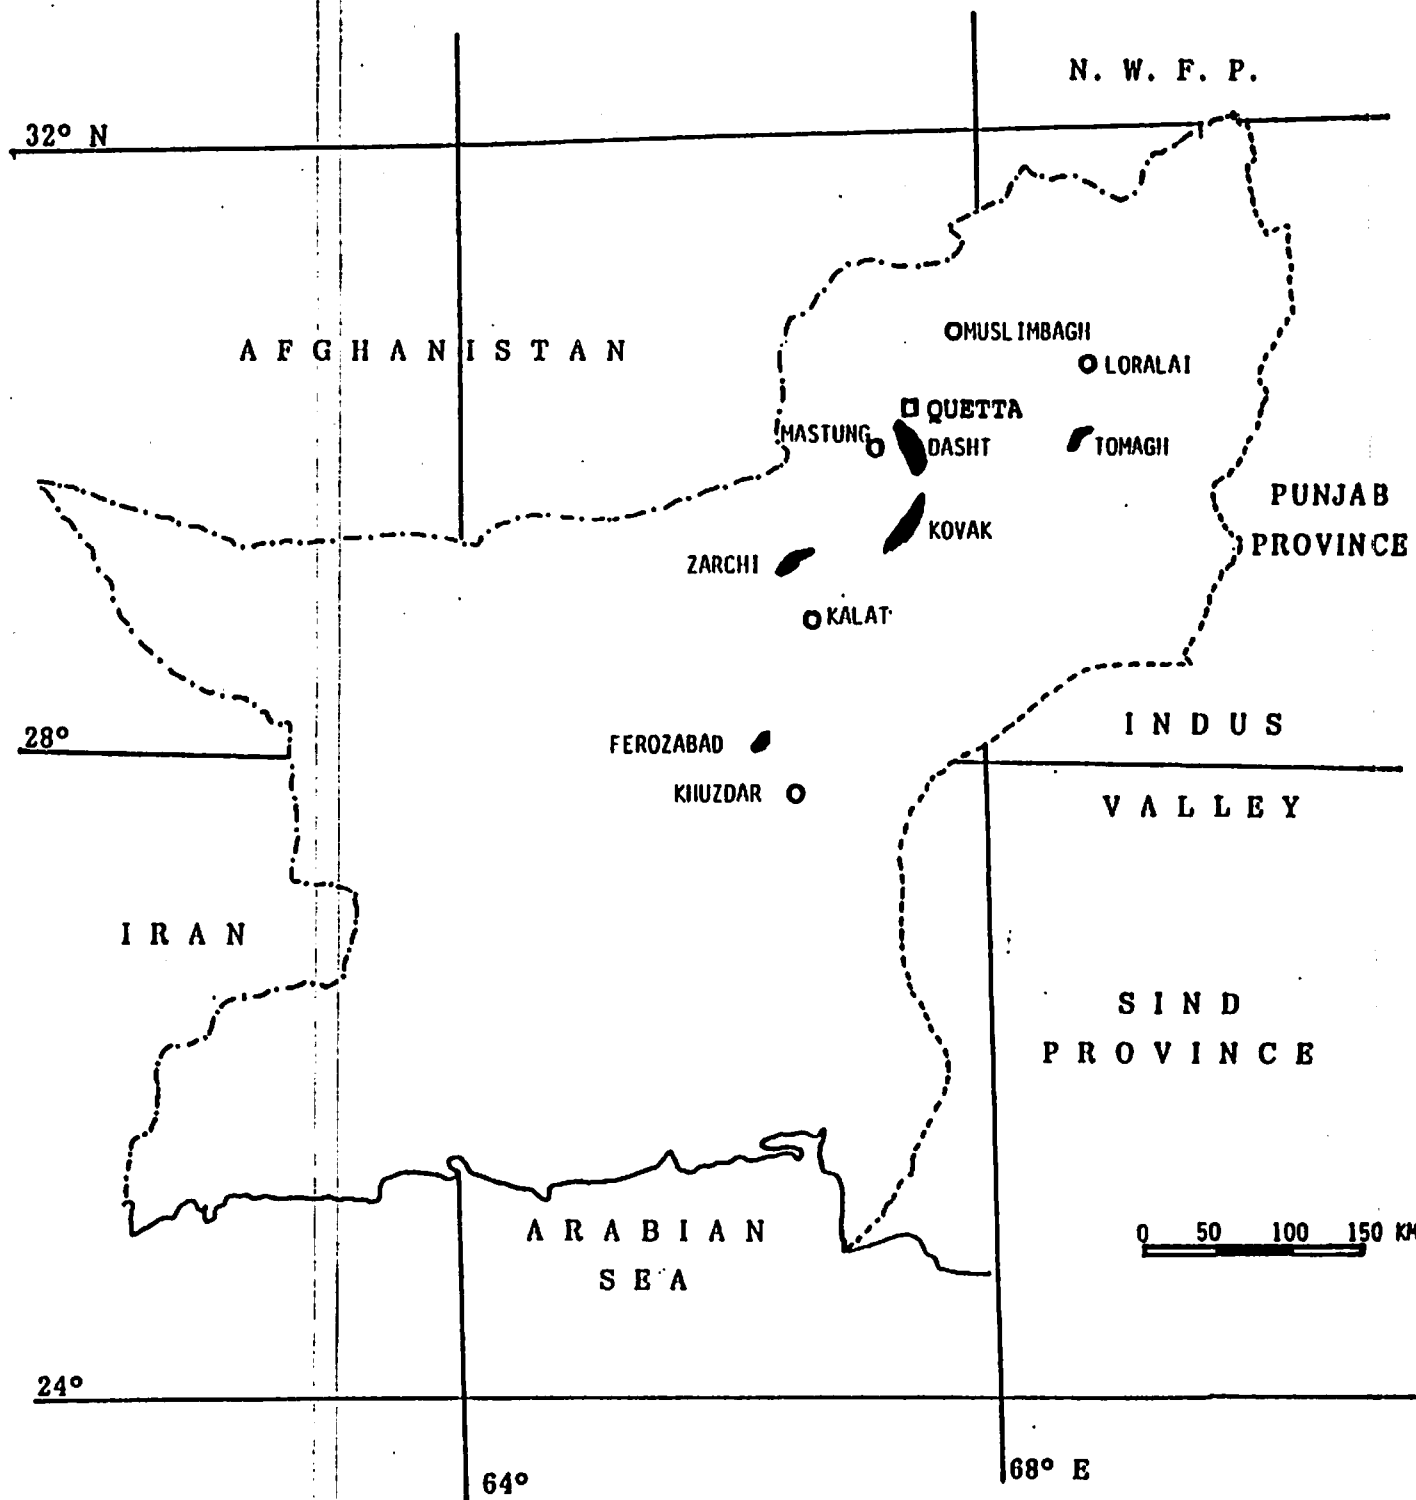 N. W. F. P.
32° N
AFGHANISTAN
MUSLIMBAGH
LORALAI
QUETTA
MASTUNG
DASHT
TOMAGH
PUNJAB
PROVINCE
KOVAK
ZARCHI
KALAT
INDUS
28°
FEROZABAD
KHUZDAR
VALLEY
IRAN
SIND
PROVINCE
ARABIAN
SEA
0 50 100 150 KM
24°
68° E
64°